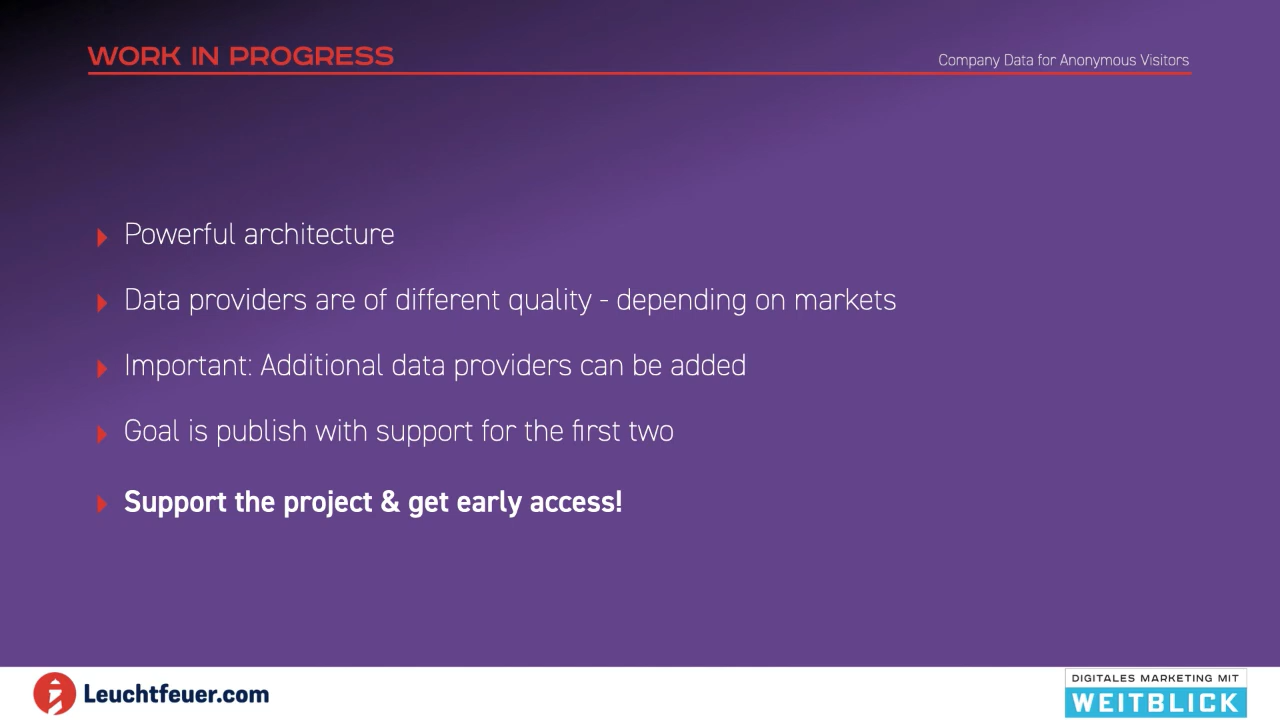 WORK IN PROGRESS
Company Data for Anonymous Visitors
Powerful architecture
Data providers are of different quality - depending on markets
Important: Additional data providers can be added
Goal is publish with support for the first two
Support the project & get early access!
Leuchtfeuer.com
DIGITALES MARKETING MIT
WEITBLICK